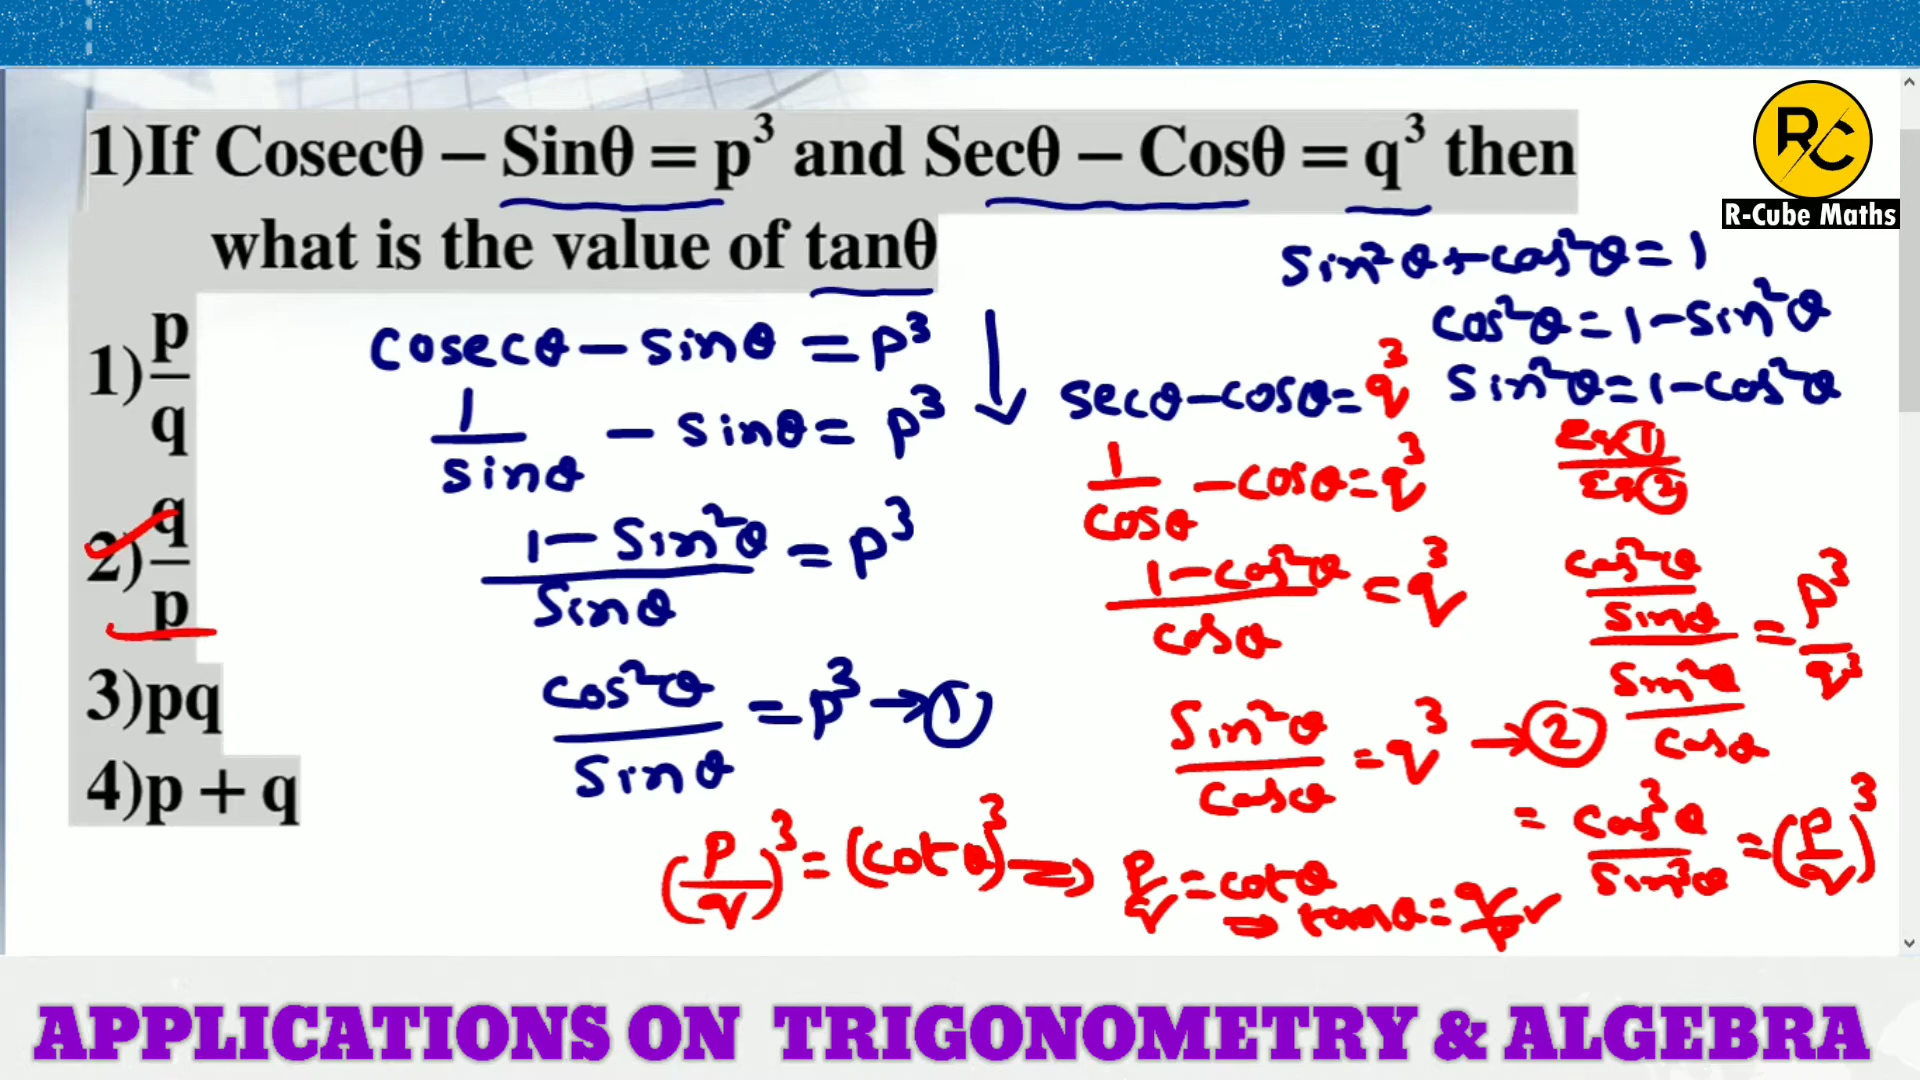 1)If Cosecθ – Sinθ = p³ and Secθ – Cosθ = q³ then
what is the value of tanθ
1) p/q
2) q/p
3)pq
4)p + q
RC
R-Cube Maths
cosecθ – sinθ = p³
1/sinθ – sinθ = p³
1 – sin²θ/sinθ = p³
cos²θ/sinθ = p³ → ①
secθ – cosθ = q³
1/cosθ – cosθ = q³
1 – cos²θ/cosθ = q³
sin²θ/cosθ = q³ → ②
sin²θ + cos²θ = 1
cos²θ = 1 – sin²θ
sin²θ = 1 – cos²θ
Eq①/Eq②
cos²θ/sinθ / sin²θ/cosθ = p³/q³
= cos³θ/sin³θ = (p/q)³
(p/q)³ = (cotθ)³ ⇒ p/q = cotθ
⇒ tanθ = q/p ✓
APPLICATIONS ON TRIGONOMETRY & ALGEBRA